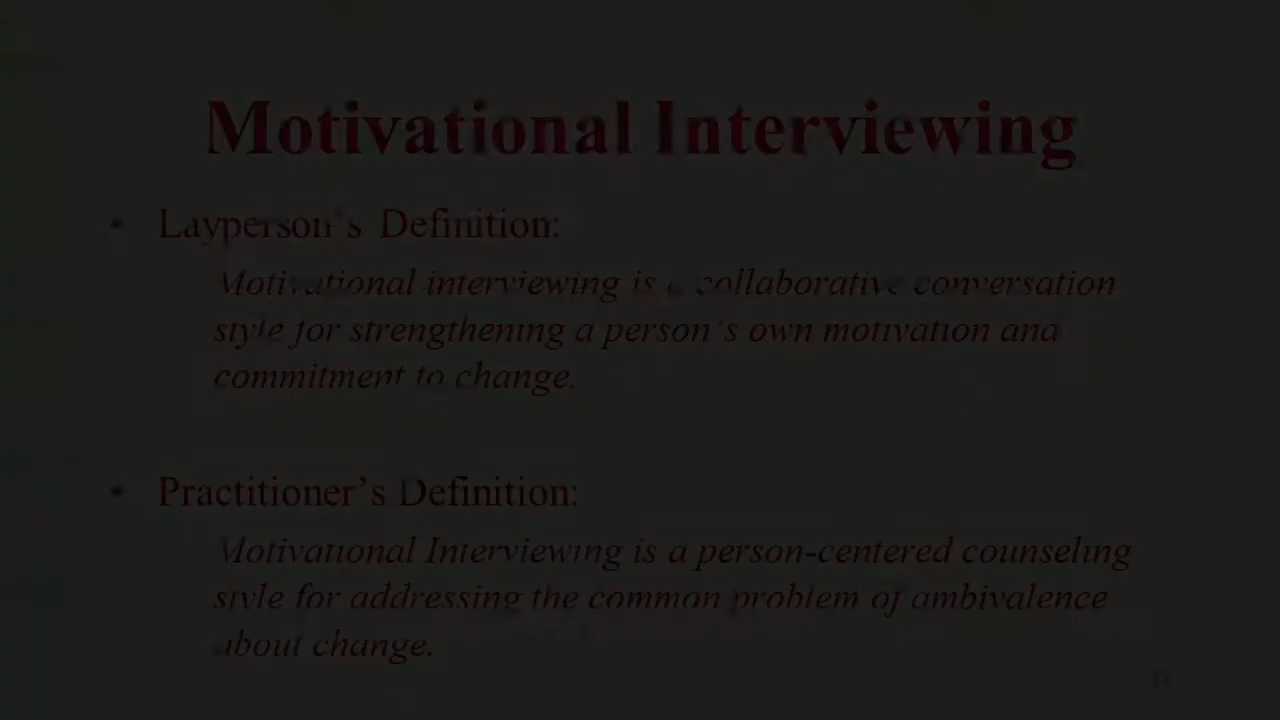 Motivational Interviewing
• Layperson's Definition:
Motivational interviewing is a collaborative conversation
style for strengthening a person's own motivation and
commitment to change.
• Practitioner's Definition:
Motivational Interviewing is a person-centered counseling
style for addressing the common problem of ambivalence
about change.